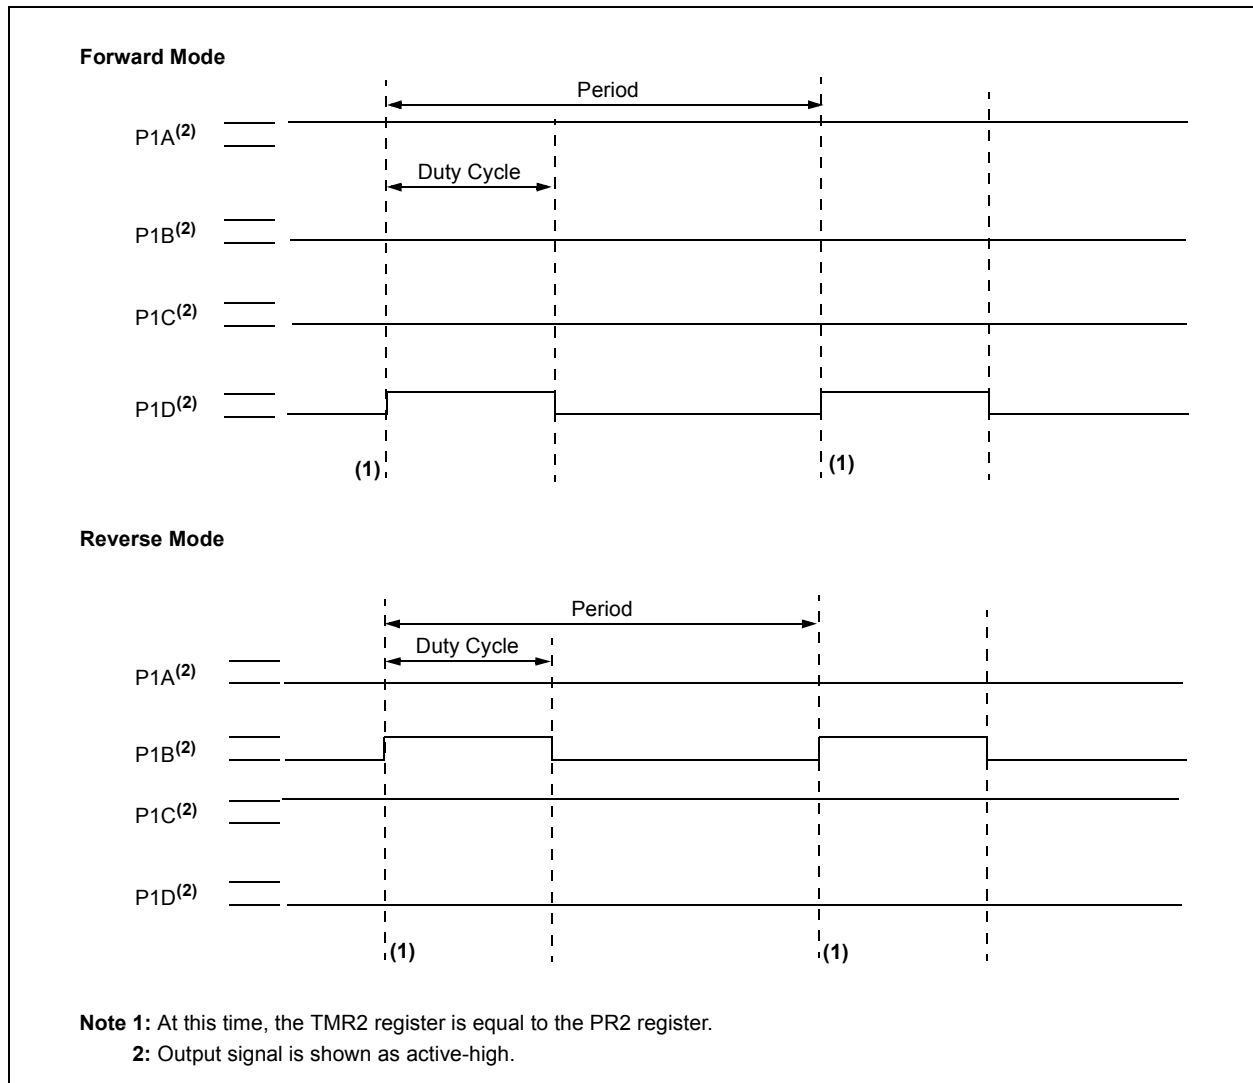 Forward Mode
Period
P1A(2)
Duty Cycle
P1B(2)
P1C(2)
P1D(2)
(1)
(1)
Reverse Mode
Period
Duty Cycle
P1A(2)
P1B(2)
P1C(2)
P1D(2)
(1)
(1)
Note 1: At this time, the TMR2 register is equal to the PR2 register.
2: Output signal is shown as active-high.